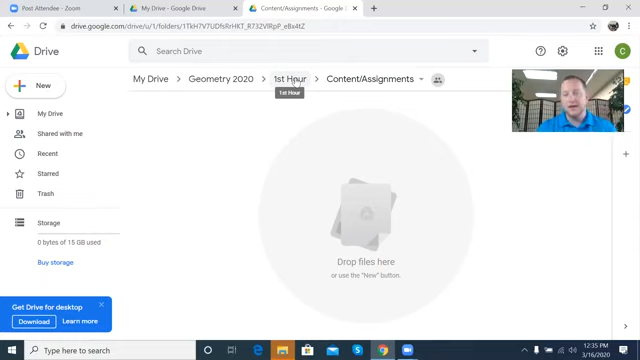 Post Attendee - Zoom
My Drive - Google Drive
Content/Assignments - Google
drive.google.com/drive/u/1/folders/1TkH7V7UDfsRrHKT_R732VlRpP_eBx4tZ
C
Drive
Search Drive
C
New
My Drive
Geometry 2020
1st Hour
Content/Assignments
1st Hour
My Drive
Shared with me
Recent
Starred
Trash
Storage
0 bytes of 15 GB used
Buy storage
Drop files here
or use the "New" button.
Get Drive for desktop
Download
Learn more
Type here to search
12:35 PM
3/16/2020